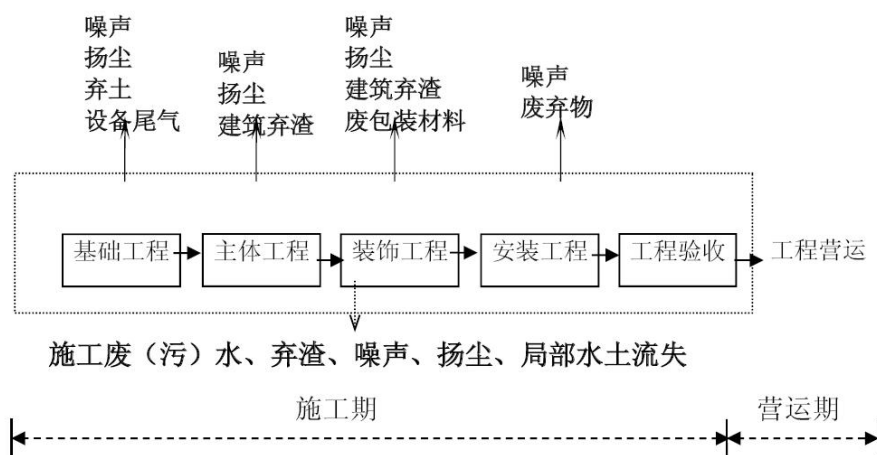 噪声
扬尘
弃土
设备尾气
噪声
扬尘
建筑弃渣
噪声
扬尘
建筑弃渣
废包装材料
噪声
废弃物
基础工程
主体工程
装饰工程
安装工程
工程验收
工程营运
施工废（污）水、弃渣、噪声、扬尘、局部水土流失
施工期
营运期